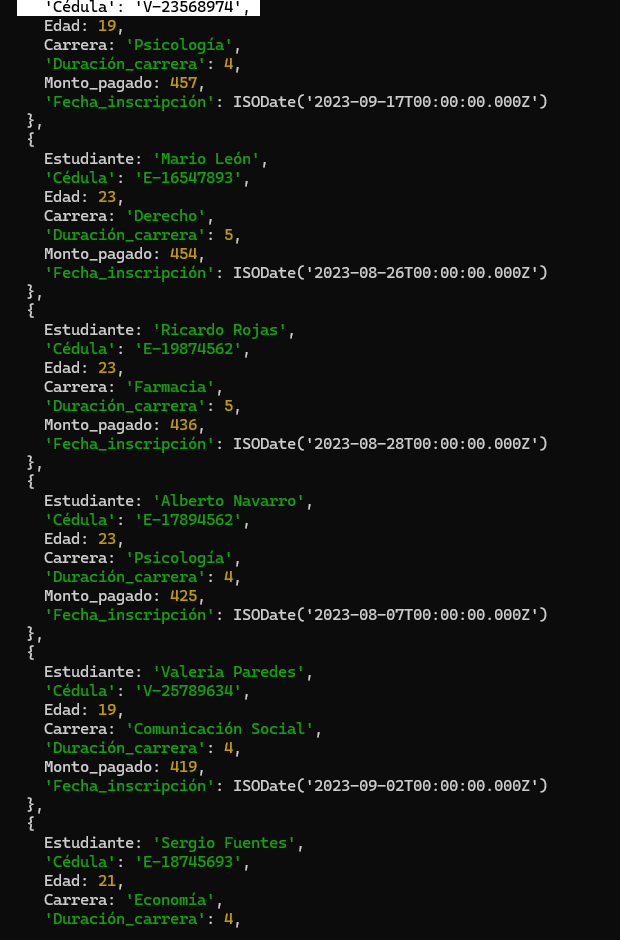 'Cédula': 'V-23568974',
Edad: 19,
Carrera: 'Psicología',
'Duración_carrera': 4,
Monto_pagado: 457,
'Fecha_inscripción': ISODate('2023-09-17T00:00:00.000Z')
},
{
Estudiante: 'Mario León',
'Cédula': 'E-16547893',
Edad: 23,
Carrera: 'Derecho',
'Duración_carrera': 5,
Monto_pagado: 454,
'Fecha_inscripción': ISODate('2023-08-26T00:00:00.000Z')
},
{
Estudiante: 'Ricardo Rojas',
'Cédula': 'E-19874562',
Edad: 23,
Carrera: 'Farmacia',
'Duración_carrera': 5,
Monto_pagado: 436,
'Fecha_inscripción': ISODate('2023-08-28T00:00:00.000Z')
},
{
Estudiante: 'Alberto Navarro',
'Cédula': 'E-17894562',
Edad: 23,
Carrera: 'Psicología',
'Duración_carrera': 4,
Monto_pagado: 425,
'Fecha_inscripción': ISODate('2023-08-07T00:00:00.000Z')
},
{
Estudiante: 'Valeria Paredes',
'Cédula': 'V-25789634',
Edad: 19,
Carrera: 'Comunicación Social',
'Duración_carrera': 4,
Monto_pagado: 419,
'Fecha_inscripción': ISODate('2023-09-02T00:00:00.000Z')
},
{
Estudiante: 'Sergio Fuentes',
'Cédula': 'E-18745693',
Edad: 21,
Carrera: 'Economía',
'Duración_carrera': 4,